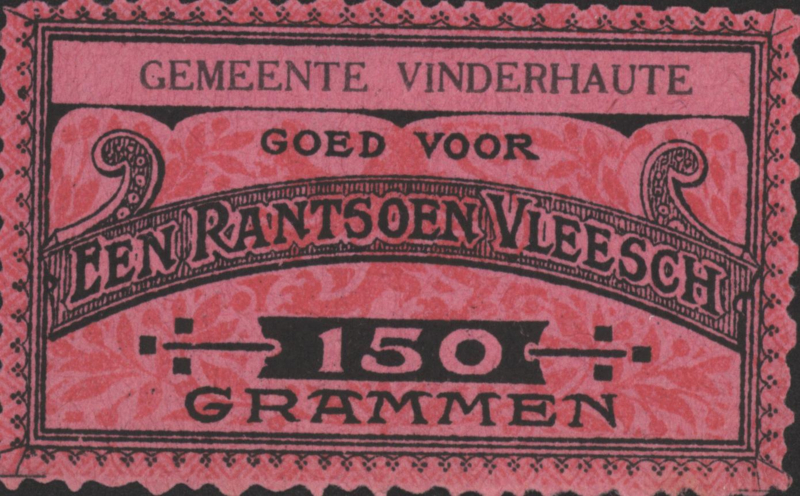 GEMEENTE VINDERHAUTE
GOED VOOR
EEN RANTSOEN VLEESCH
150
GRAMMEN